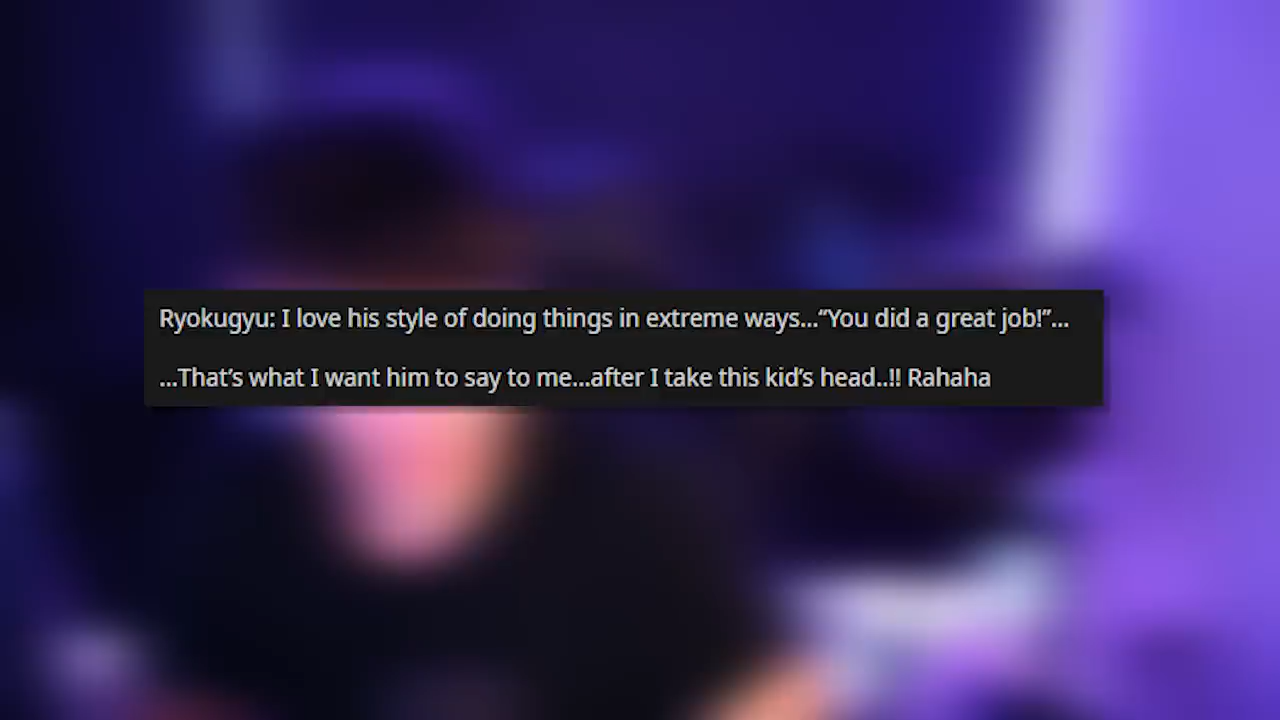 Ryokugyu: I love his style of doing things in extreme ways...“You did a great job!”...
...That’s what I want him to say to me...after I take this kid’s head..!! Rahaha